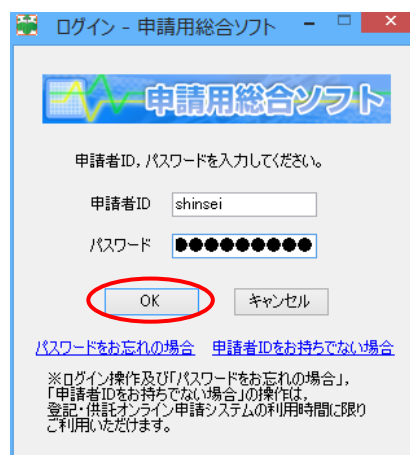 ログイン - 申請用総合ソフト
申請用総合ソフト
申請者ID, パスワードを入力してください。
申請者ID shinsei
パスワード ●●●●●●●●●
OK キャンセル
パスワードをお忘れの場合 申請者IDをお持ちでない場合
※ログイン操作及び「パスワードをお忘れの場合」,
「申請者IDをお持ちでない場合」の操作は,
登記・供託オンライン申請システムの利用時間に限り
ご利用いただけます。